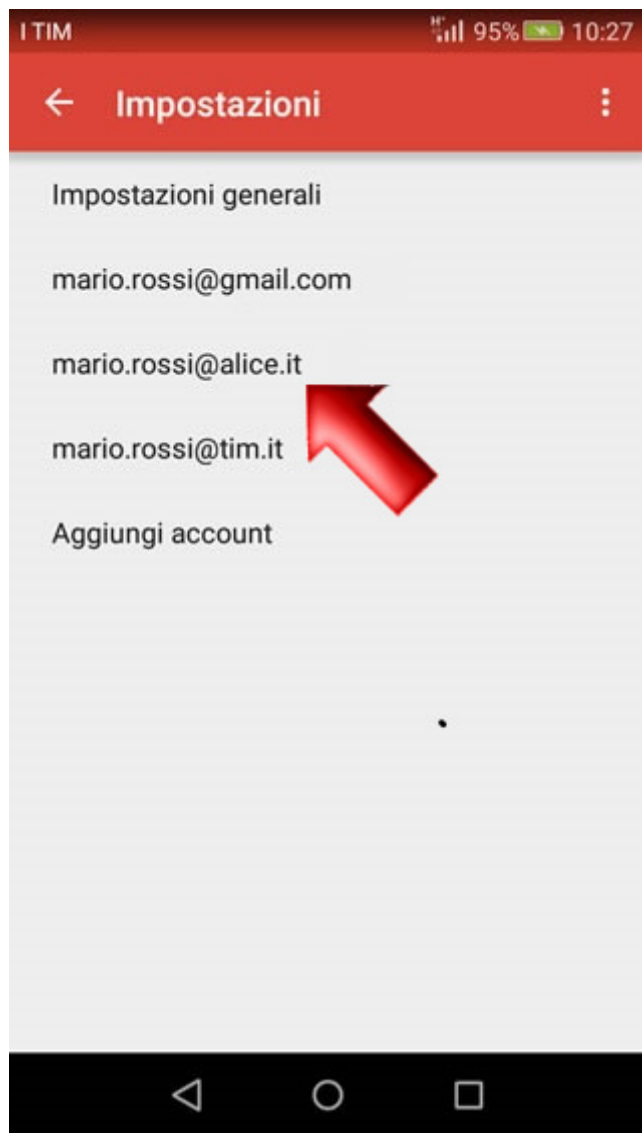 I TIM 95% 10:27
Impostazioni
Impostazioni generali
mario.rossi@gmail.com
mario.rossi@alice.it
mario.rossi@tim.it
Aggiungi account